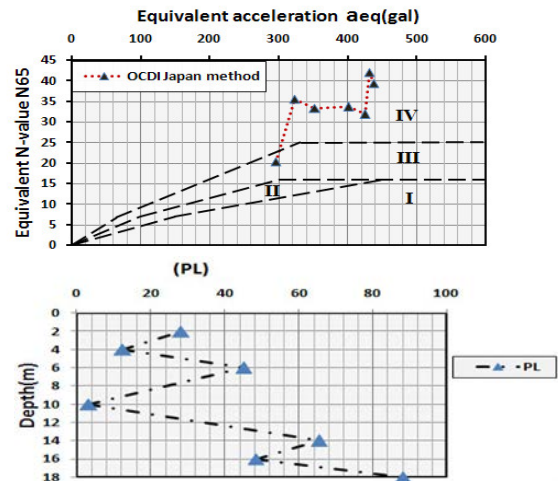 Equivalent acceleration aeq(gal)
0 100 200 300 400 500 600
Equivalent N-value N65
45
40
35
30
25
20
15
10
5
0
OCDI Japan method
IV
III
II
I
(PL)
0 20 40 60 80 100
Depth(m)
0
2
4
6
8
10
12
14
16
18
PL